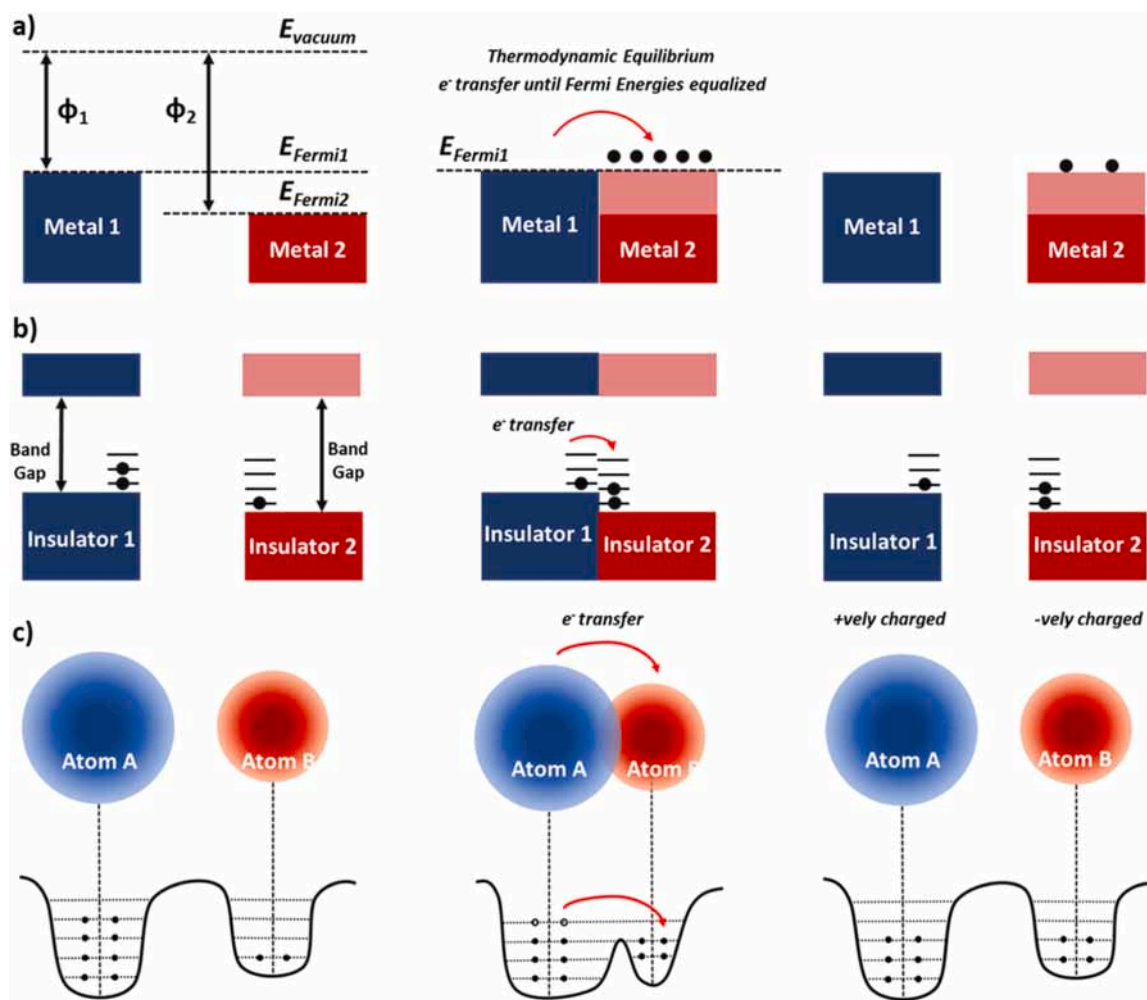 a)
E_vacuum
Φ1
Φ2
E_Fermi1
E_Fermi2
Metal 1
Metal 2
Thermodynamic Equilibrium
e⁻ transfer until Fermi Energies equalized
E_Fermi1
Metal 1
Metal 2
Metal 1
Metal 2
b)
Band
Gap
Band
Gap
Insulator 1
Insulator 2
e⁻ transfer
Insulator 1
Insulator 2
Insulator 1
Insulator 2
c)
e⁻ transfer
+vely charged
-vely charged
Atom A
Atom B
Atom A
Atom B
Atom A
Atom B